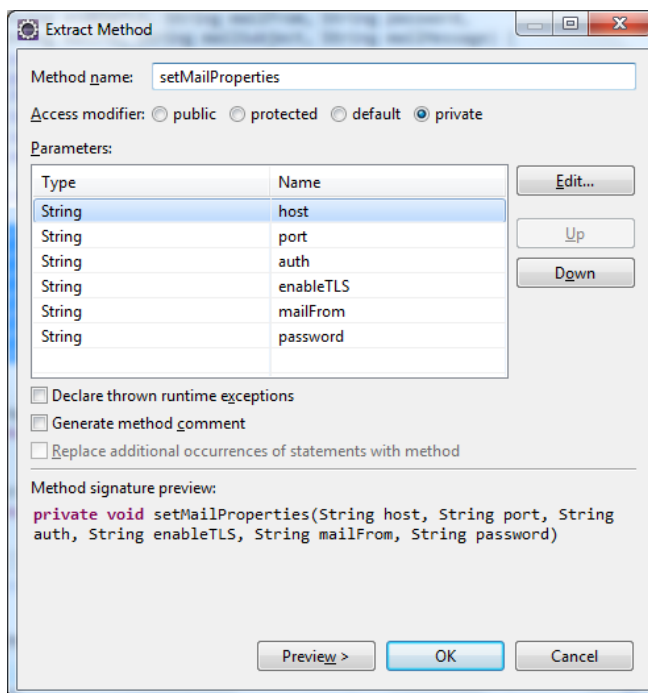 Extract Method
Method name: setMailProperties
Access modifier: public protected default private
Parameters:
Type Name
String host
String port
String auth
String enableTLS
String mailFrom
String password
Edit...
Up
Down
Declare thrown runtime exceptions
Generate method comment
Replace additional occurrences of statements with method
Method signature preview:
private void setMailProperties(String host, String port, String
auth, String enableTLS, String mailFrom, String password)
Preview >
OK
Cancel